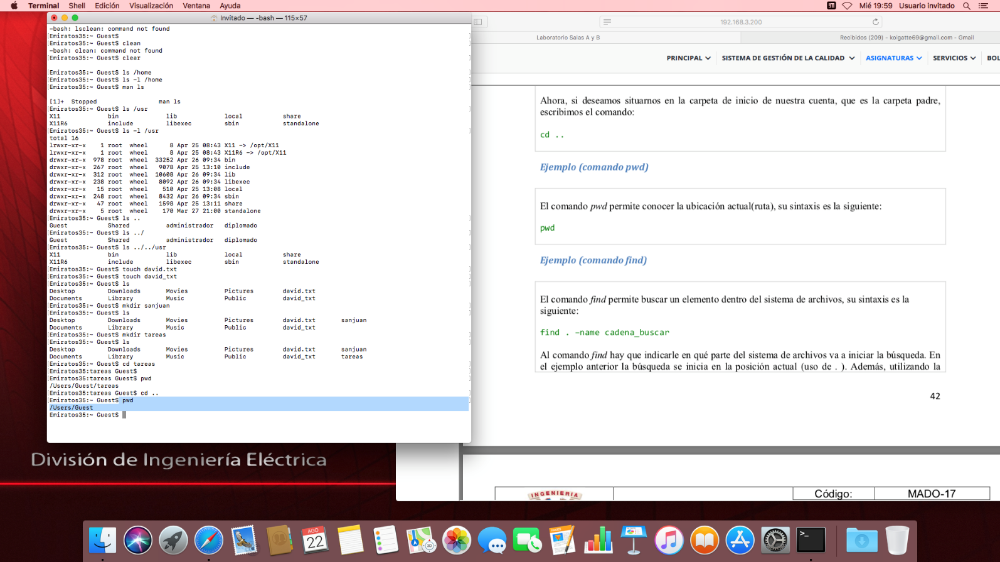 Terminal Shell Edición Visualización Ventana Ayuda
Mié 19:59 Usuario invitado
Invitado — -bash — 115×57
-bash: lsclean: command not found
Emiratos35:~ Guest$
Emiratos35:~ Guest$ clean
-bash: clean: command not found
Emiratos35:~ Guest$ clear
Emiratos35:~ Guest$ ls /home
Emiratos35:~ Guest$ ls -l /home
Emiratos35:~ Guest$ man ls
[1]+  Stopped                 man ls
Emiratos35:~ Guest$ ls /usr
X11 bin lib local share
X11R6 include libexec sbin standalone
Emiratos35:~ Guest$ ls -l /usr
total 16
lrwxr-xr-x    1 root  wheel      8 Apr 25 08:43 X11 -> /opt/X11
lrwxr-xr-x    1 root  wheel      8 Apr 25 08:43 X11R6 -> /opt/X11
drwxr-xr-x  978 root  wheel  33252 Apr 26 09:34 bin
drwxr-xr-x  267 root  wheel   9078 Apr 25 13:10 include
drwxr-xr-x  312 root  wheel  10608 Apr 26 09:34 lib
drwxr-xr-x  238 root  wheel   8092 Apr 26 09:34 libexec
drwxr-xr-x   15 root  wheel    510 Apr 25 13:08 local
drwxr-xr-x  248 root  wheel   8432 Apr 26 09:34 sbin
drwxr-xr-x   47 root  wheel   1598 Apr 25 13:11 share
drwxr-xr-x    5 root  wheel    170 Mar 27 21:00 standalone
Emiratos35:~ Guest$ ls ..
Guest Shared administrador diplomado
Emiratos35:~ Guest$ ls ../
Guest Shared administrador diplomado
Emiratos35:~ Guest$ ls ../../usr
X11 bin lib local share
X11R6 include libexec sbin standalone
Emiratos35:~ Guest$ touch david.txt
Emiratos35:~ Guest$ touch david_txt
Emiratos35:~ Guest$ ls
Desktop Downloads Movies Pictures david.txt
Documents Library Music Public david_txt
Emiratos35:~ Guest$ mkdir sanjuan
Emiratos35:~ Guest$ ls
Desktop Downloads Movies Pictures david.txt sanjuan
Documents Library Music Public david_txt
Emiratos35:~ Guest$ mkdir tareas
Emiratos35:~ Guest$ ls
Desktop Downloads Movies Pictures david.txt sanjuan
Documents Library Music Public david_txt tareas
Emiratos35:~ Guest$ cd tareas
Emiratos35:tareas Guest$
Emiratos35:tareas Guest$ pwd
/Users/Guest/tareas
Emiratos35:tareas Guest$ cd ..
Emiratos35:~ Guest$ pwd
/Users/Guest
Emiratos35:~ Guest$
192.168.3.200
Laboratorio Salas A y B
Recibidos (209) - kolgatte69@gmail.com - Gmail
PRINCIPAL SISTEMA DE GESTIÓN DE LA CALIDAD ASIGNATURAS SERVICIOS BOL
Ahora, si deseamos situarnos en la carpeta de inicio de nuestra cuenta, que es la carpeta padre,
escribimos el comando:
cd ..
Ejemplo (comando pwd)
El comando pwd permite conocer la ubicación actual(ruta), su sintaxis es la siguiente:
pwd
Ejemplo (comando find)
El comando find permite buscar un elemento dentro del sistema de archivos, su sintaxis es la
siguiente:
find . -name cadena_buscar
Al comando find hay que indicarle en qué parte del sistema de archivos va a iniciar la búsqueda. En
el ejemplo anterior la búsqueda se inicia en la posición actual (uso de . ). Además, utilizando la
42
INGENIERIA
Código:
MADO-17
División de Ingeniería Eléctrica
AGO
22
3D
>_